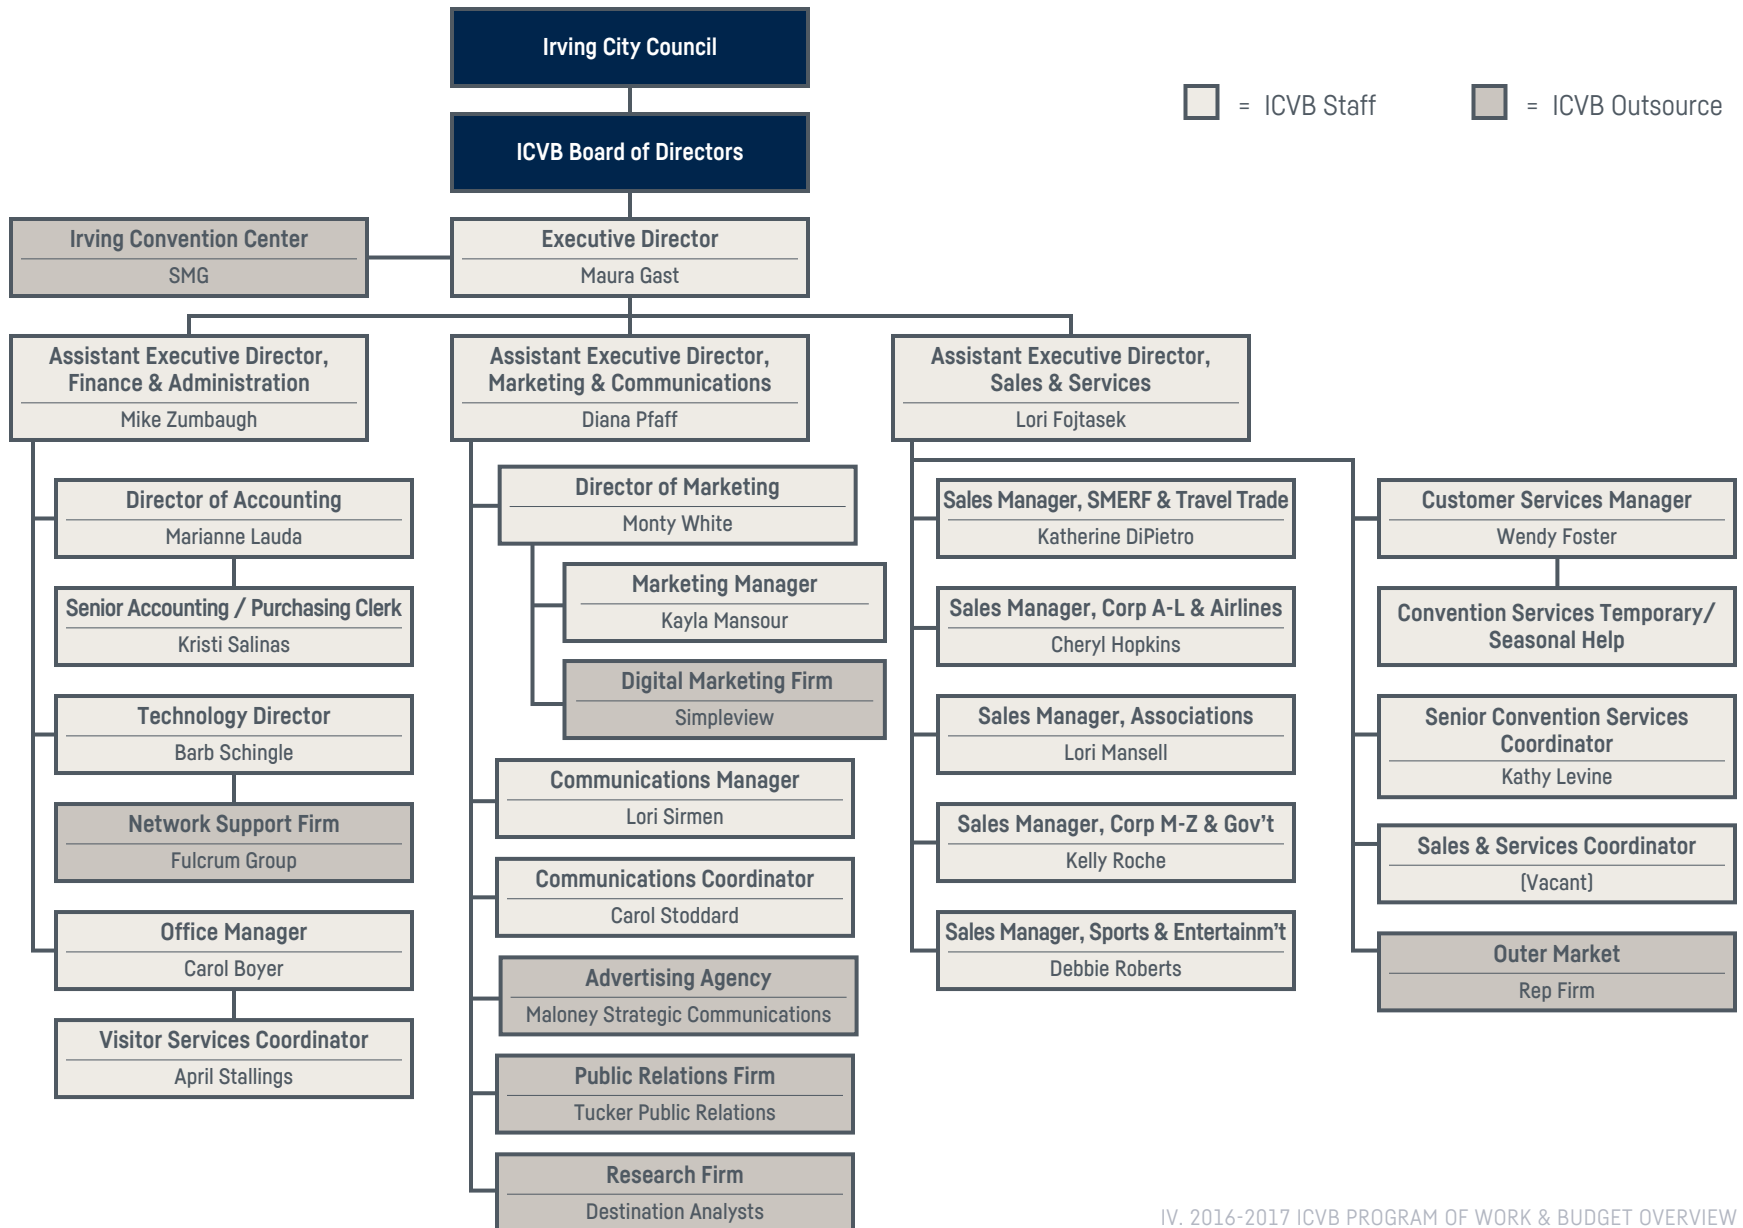 Irving City Council
= ICVB Staff
= ICVB Outsource
ICVB Board of Directors
Irving Convention Center
SMG
Executive Director
Maura Gast
Assistant Executive Director,
Finance & Administration
Mike Zumbaugh
Director of Accounting
Marianne Lauda
Senior Accounting / Purchasing Clerk
Kristi Salinas
Technology Director
Barb Schingle
Network Support Firm
Fulcrum Group
Office Manager
Carol Boyer
Visitor Services Coordinator
April Stallings
Assistant Executive Director,
Marketing & Communications
Diana Pfaff
Director of Marketing
Monty White
Marketing Manager
Kayla Mansour
Digital Marketing Firm
Simpleview
Communications Manager
Lori Sirmen
Communications Coordinator
Carol Stoddard
Advertising Agency
Maloney Strategic Communications
Public Relations Firm
Tucker Public Relations
Research Firm
Destination Analysts
Assistant Executive Director,
Sales & Services
Lori Fojtasek
Sales Manager, SMERF & Travel Trade
Katherine DiPietro
Sales Manager, Corp A-L & Airlines
Cheryl Hopkins
Sales Manager, Associations
Lori Mansell
Sales Manager, Corp M-Z & Gov't
Kelly Roche
Sales Manager, Sports & Entertainm't
Debbie Roberts
Customer Services Manager
Wendy Foster
Convention Services Temporary/
Seasonal Help
Senior Convention Services
Coordinator
Kathy Levine
Sales & Services Coordinator
(Vacant)
Outer Market
Rep Firm
IV. 2016-2017 ICVB PROGRAM OF WORK & BUDGET OVERVIEW